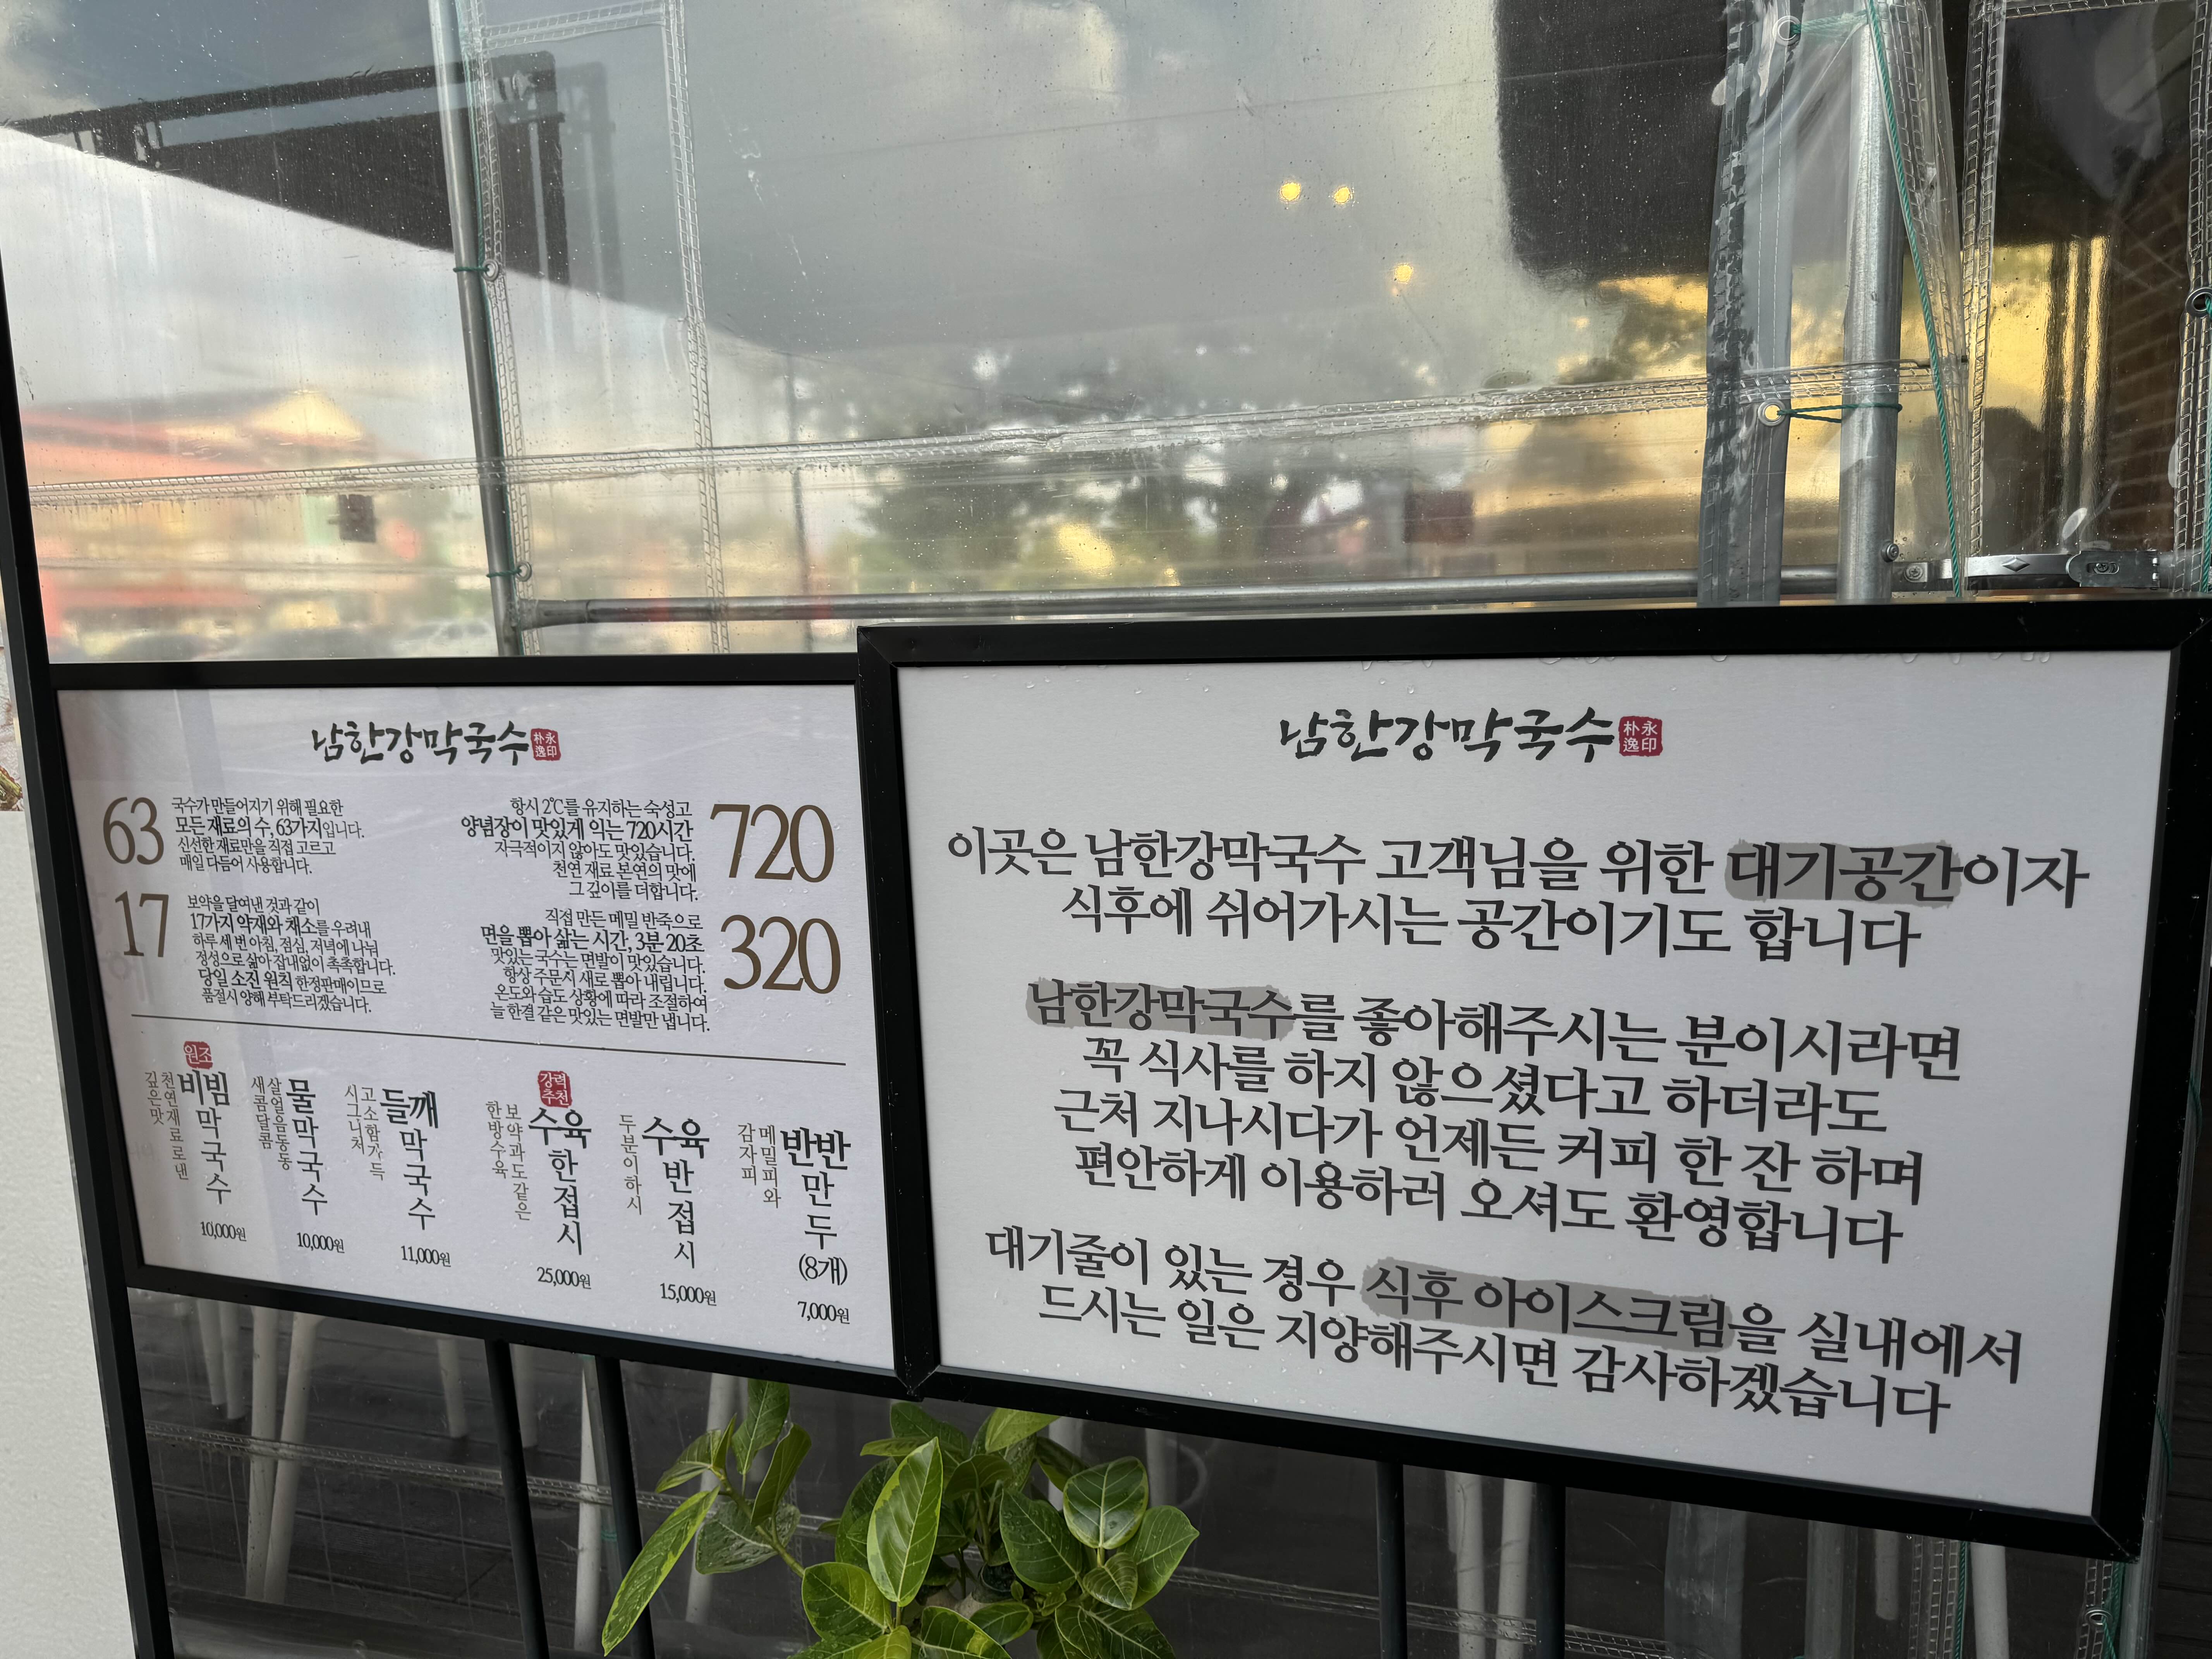 남한강막국수
朴永
逸印
63
국수가 만들어지기 위해 필요한
모든 재료의 수, 63가지입니다.
신선한 재료만을 직접 고르고
매일 다듬어 사용합니다.
항시 2℃를 유지하는 숙성고
양념장이 맛있게 익는 720시간
자극적이지 않아도 맛있습니다.
천연 재료 본연의 맛에
그 깊이를 더합니다.
720
17
보약을 달여낸 것과 같이
17가지 약재와 채소를 우려내
하루 세 번 아침, 점심, 저녁에 나눠
정성으로 삶아 잡내없이 촉촉합니다.
당일 소진 원칙 한정판매이므로
품절시 양해 부탁드리겠습니다.
직접 만든 메밀 반죽으로
면을 뽑아 삶는 시간, 3분 20초
맛있는 국수는 면발이 맛있습니다.
항상 주문시 새로 뽑아 내립니다.
온도와 습도 상황에 따라 조절하여
늘 한결 같은 맛있는 면발만 냅니다.
320
원조
비빔막국수
천연재료로 낸
깊은맛
10,000원
물막국수
살얼음동동
새콤달콤
10,000원
들깨막국수
고소함가득
시그니처
11,000원
강력
추천
수육한접시
보약과도같은
한방수육
25,000원
수육반접시
두분이하시
15,000원
반반만두
(8개)
메밀피와
감자피
7,000원
남한강막국수
朴永
逸印
이곳은 남한강막국수 고객님을 위한 대기공간이자
식후에 쉬어가시는 공간이기도 합니다
남한강막국수를 좋아해주시는 분이시라면
꼭 식사를 하지 않으셨다고 하더라도
근처 지나시다가 언제든 커피 한 잔 하며
편안하게 이용하러 오셔도 환영합니다
대기줄이 있는 경우 식후 아이스크림을 실내에서
드시는 일은 지양해주시면 감사하겠습니다